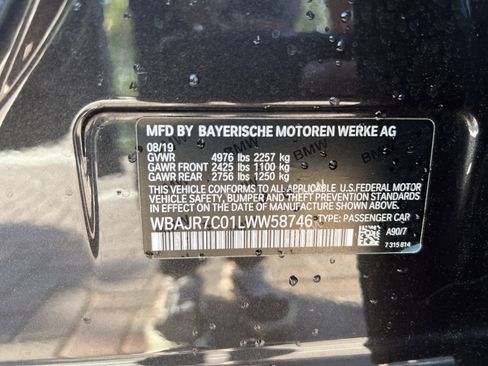 MFD BY BAYERISCHE MOTOREN WERKE AG
08/19
GVWR 4976 lbs 2257 kg
GAWR FRONT 2425 lbs 1100 kg
GAWR REAR 2756 lbs 1250 kg
THIS VEHICLE CONFORMS TO ALL APPLICABLE U.S.FEDERAL MOTOR
VEHICLE SAFETY, BUMPER AND THEFT PREVENTION STANDARDS
IN EFFECT ON THE DATE OF MANUFACTURE SHOWN ABOVE.
WBAJR7C01LWW58746 TYPE: PASSENGER CAR
A90/7
7 315 814